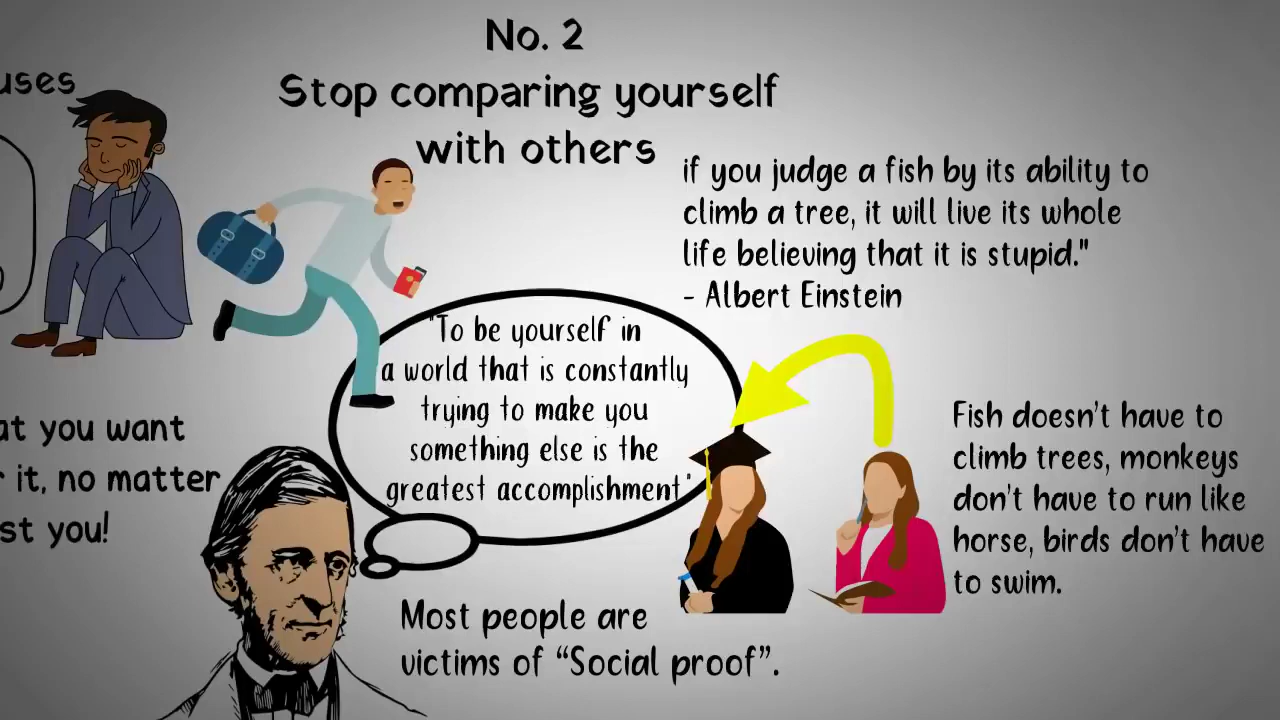 No. 2
Stop comparing yourself
with others
uses
if you judge a fish by its ability to
climb a tree, it will live its whole
life believing that it is stupid."
- Albert Einstein
"To be yourself in
a world that is constantly
trying to make you
something else is the
greatest accomplishment"
at you want
r it, no matter
st you!
Fish doesn't have to
climb trees, monkeys
don't have to run like
horse, birds don't have
to swim.
Most people are
victims of “Social proof”.